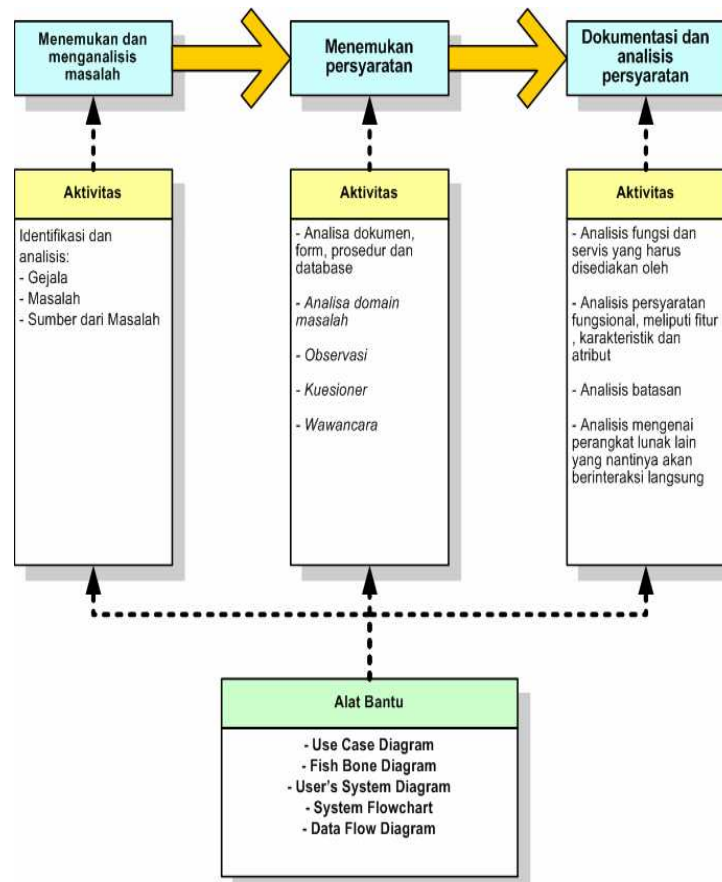 Menemukan dan
menganalisis
masalah
Menemukan
persyaratan
Dokumentasi dan
analisis
persyaratan
Aktivitas
Identifikasi dan
analisis:
- Gejala
- Masalah
- Sumber dari Masalah
Aktivitas
- Analisa dokumen,
form, prosedur dan
database
- Analisa domain
masalah
- Observasi
- Kuesioner
- Wawancara
Aktivitas
- Analisis fungsi dan
servis yang harus
disediakan oleh
- Analisis persyaratan
fungsional, meliputi fitur
, karakteristik dan
atribut
- Analisis batasan
- Analisis mengenai
perangkat lunak lain
yang nantinya akan
berinteraksi langsung
Alat Bantu
- Use Case Diagram
- Fish Bone Diagram
- User's System Diagram
- System Flowchart
- Data Flow Diagram